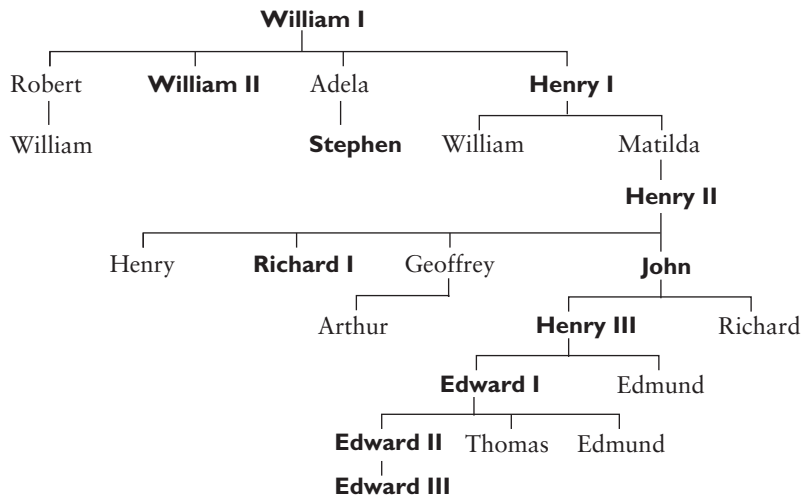 William I
Robert William II Adela Henry I
William Stephen William Matilda
Henry II
Henry Richard I Geoffrey John
Arthur Henry III Richard
Edward I Edmund
Edward II Thomas Edmund
Edward III